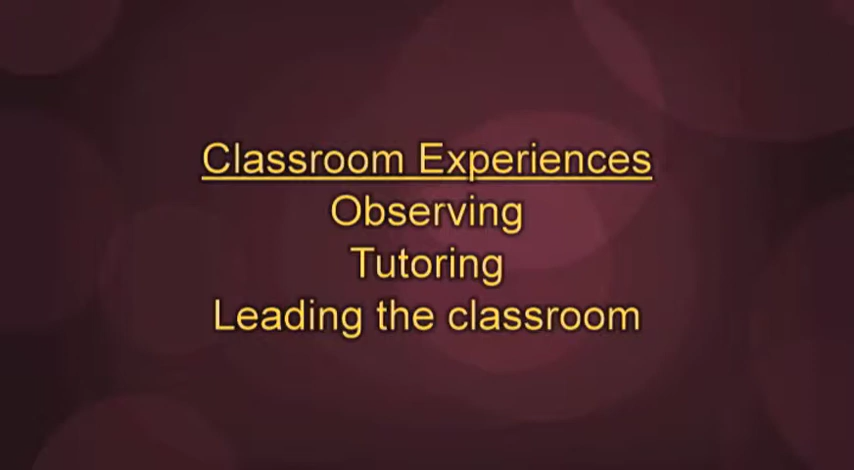 Classroom Experiences
Observing
Tutoring
Leading the classroom